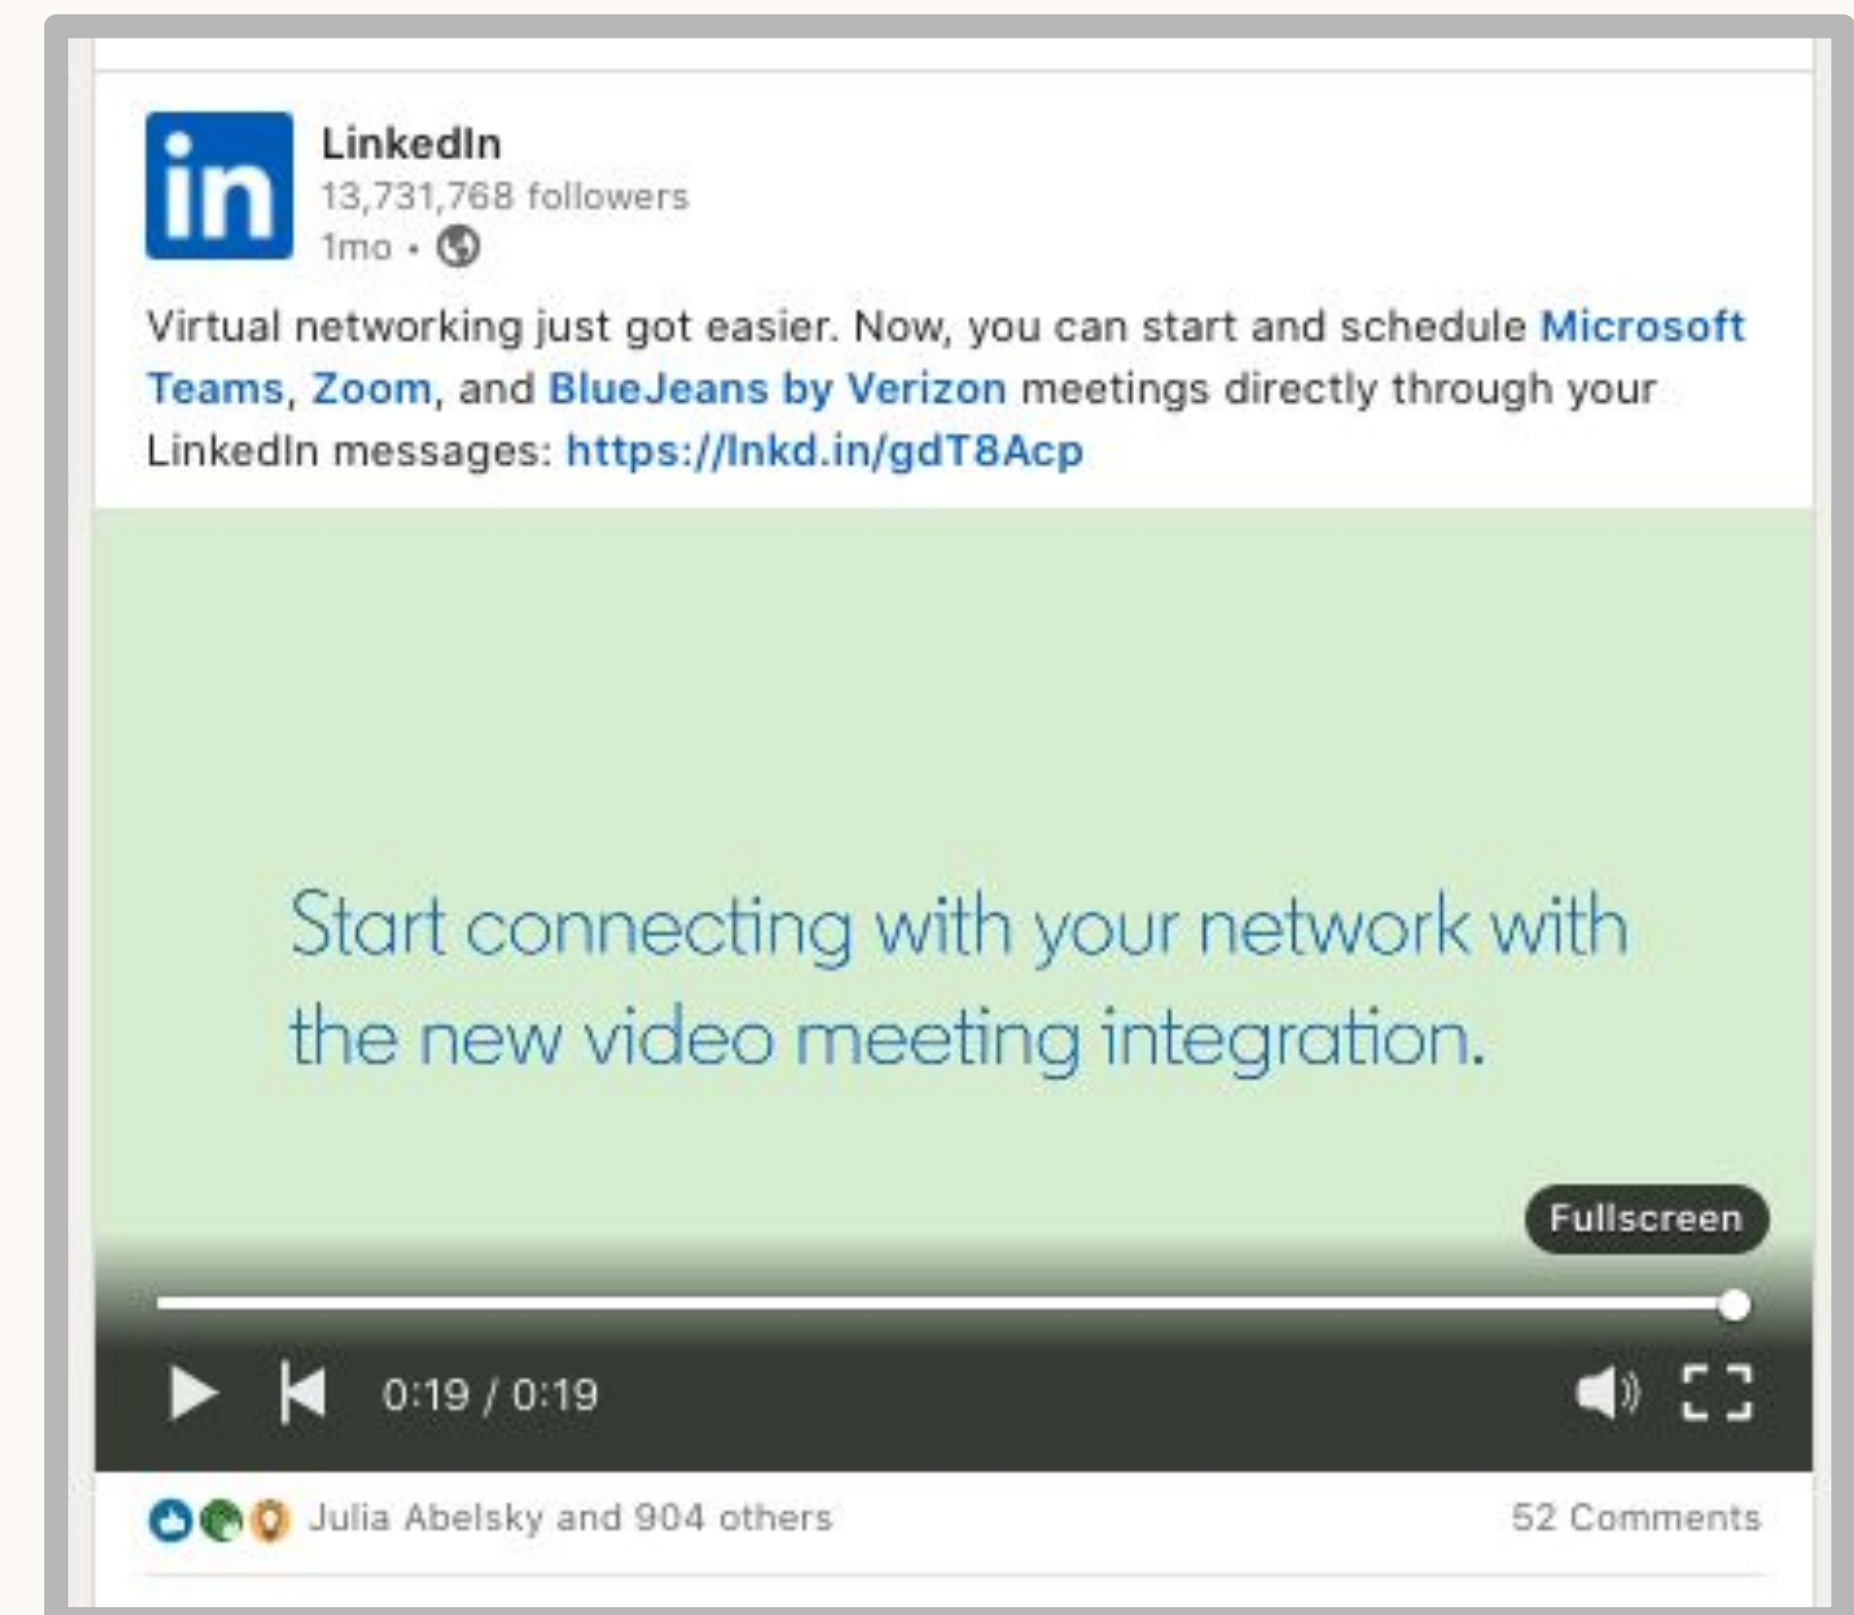 in
LinkedIn
13,731,768 followers
1mo •
Virtual networking just got easier. Now, you can start and schedule Microsoft
Teams, Zoom, and BlueJeans by Verizon meetings directly through your
LinkedIn messages: https://lnkd.in/gdT8Acp
Start connecting with your network with
the new video meeting integration.
Fullscreen
0:19 / 0:19
Julia Abelsky and 904 others
52 Comments